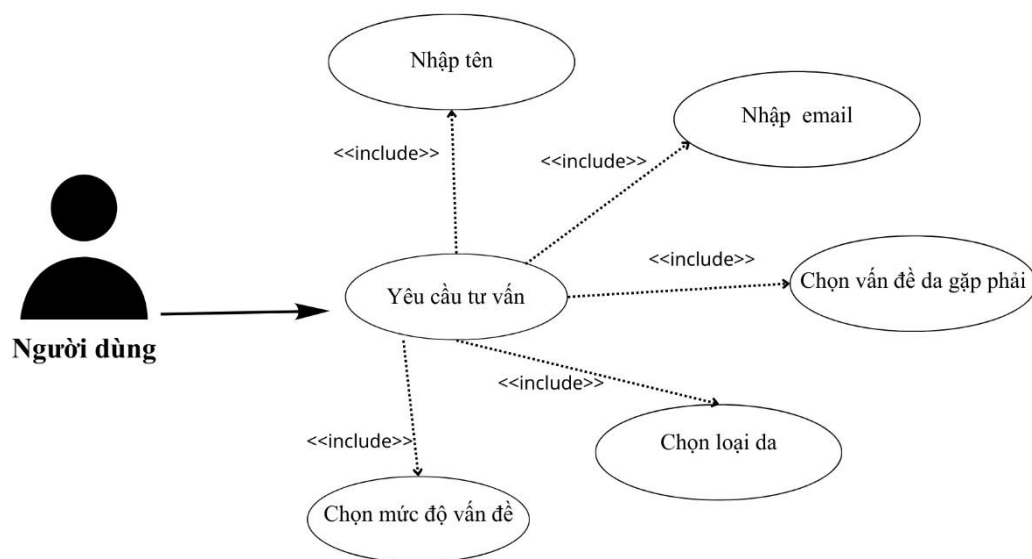 Nhập tên
Nhập email
<<include>>
<<include>>
<<include>>
Chọn vấn đề da gặp phải
Yêu cầu tư vấn
Người dùng
<<include>>
<<include>>
Chọn loại da
Chọn mức độ vấn đề